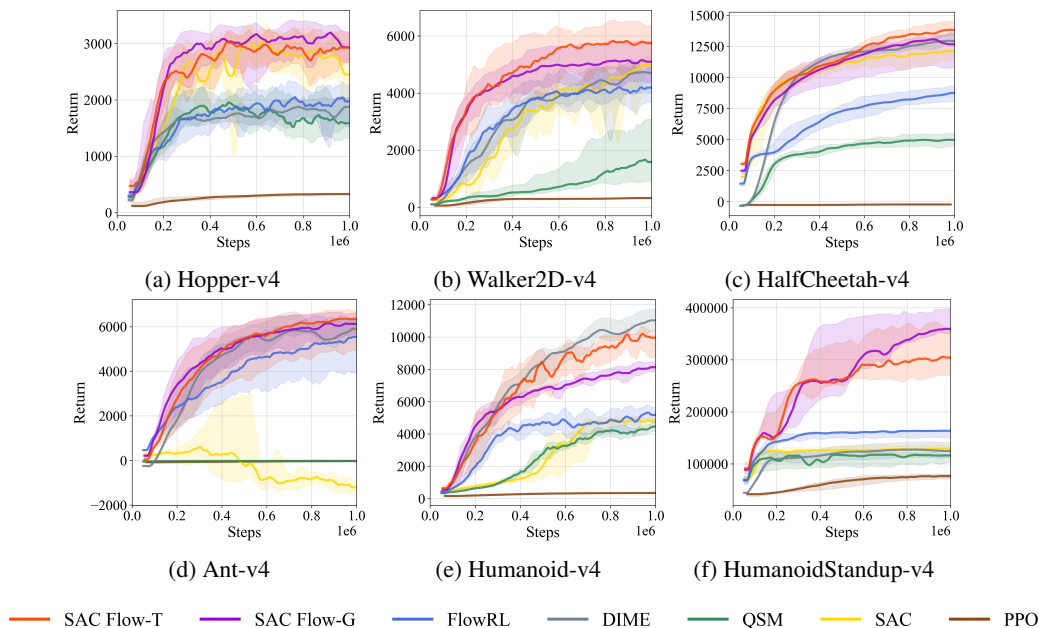 3000
2000
1000
0
Return
0.0 0.2 0.4 0.6 0.8 1.0
Steps
1e6
(a) Hopper-v4
6000
4000
2000
0
Return
0.0 0.2 0.4 0.6 0.8 1.0
Steps
1e6
(b) Walker2D-v4
15000
12500
10000
7500
5000
2500
0
Return
0.0 0.2 0.4 0.6 0.8 1.0
Steps
1e6
(c) HalfCheetah-v4
6000
4000
2000
0
−2000
Return
0.0 0.2 0.4 0.6 0.8 1.0
Steps
1e6
(d) Ant-v4
12000
10000
8000
6000
4000
2000
0
Return
0.0 0.2 0.4 0.6 0.8 1.0
Steps
1e6
(e) Humanoid-v4
400000
300000
200000
100000
Return
0.0 0.2 0.4 0.6 0.8 1.0
Steps
1e6
(f) HumanoidStandup-v4
SAC Flow-T SAC Flow-G FlowRL DIME QSM SAC PPO